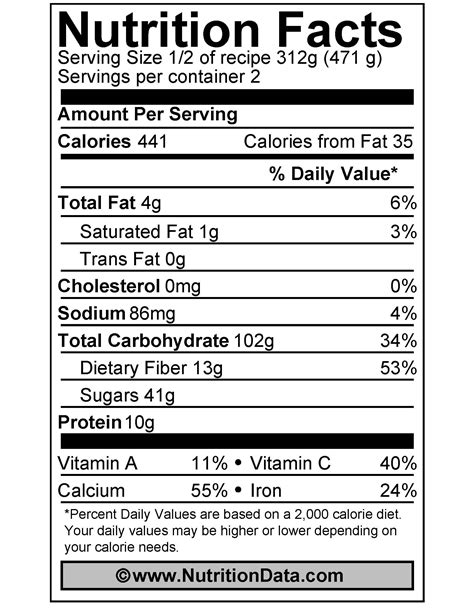 Nutrition Facts
Serving Size 1/2 of recipe 312g (471 g)
Servings per container 2
Amount Per Serving
Calories 441 Calories from Fat 35
% Daily Value*
Total Fat 4g 6%
Saturated Fat 1g 3%
Trans Fat 0g
Cholesterol 0mg 0%
Sodium 86mg 4%
Total Carbohydrate 102g 34%
Dietary Fiber 13g 53%
Sugars 41g
Protein 10g
Vitamin A 11% • Vitamin C 40%
Calcium 55% • Iron 24%
*Percent Daily Values are based on a 2,000 calorie diet.
Your daily values may be higher or lower depending on
your calorie needs.
©www.NutritionData.com